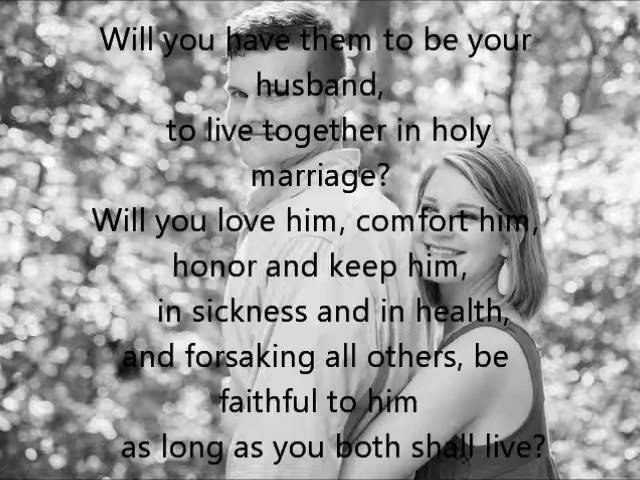 Will you have them to be your
husband,
to live together in holy
marriage?
Will you love him, comfort him,
honor and keep him,
in sickness and in health,
and forsaking all others, be
faithful to him
as long as you both shall live?